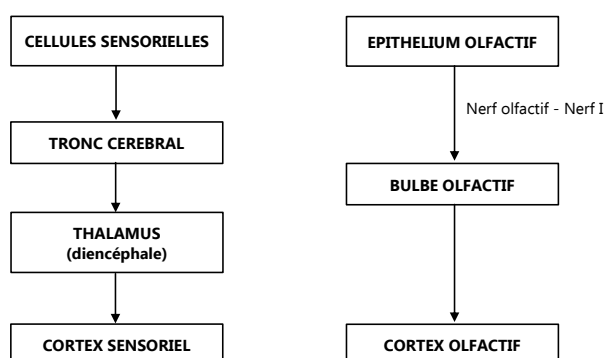 CELLULES SENSORIELLES
TRONC CEREBRAL
THALAMUS
(diencéphale)
CORTEX SENSORIEL
EPITHELIUM OLFACTIF
Nerf olfactif - Nerf I
BULBE OLFACTIF
CORTEX OLFACTIF